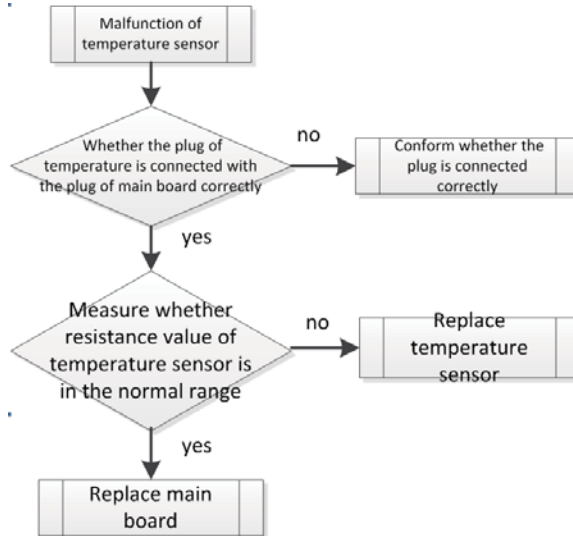 Malfunction of
temperature sensor
Whether the plug of
temperature is connected with
the plug of main board correctly
no
Conform whether the
plug is connected
correctly
yes
Measure whether
resistance value of
temperature sensor is
in the normal range
no
Replace
temperature
sensor
yes
Replace main
board